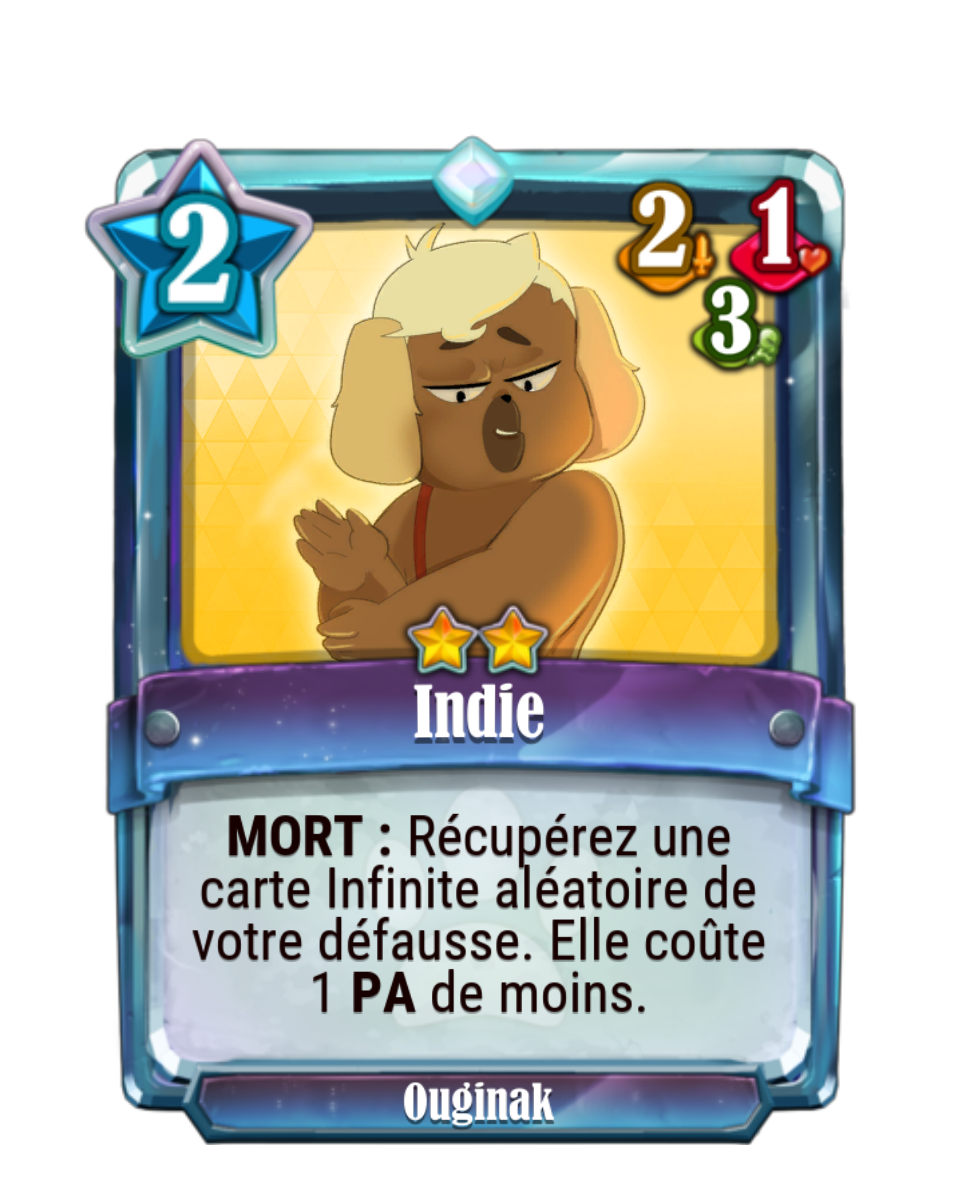 2
2
1
3
Indie
MORT : Récupérez une
carte Infinite aléatoire de
votre défausse. Elle coûte
1 PA de moins.
Ouginak